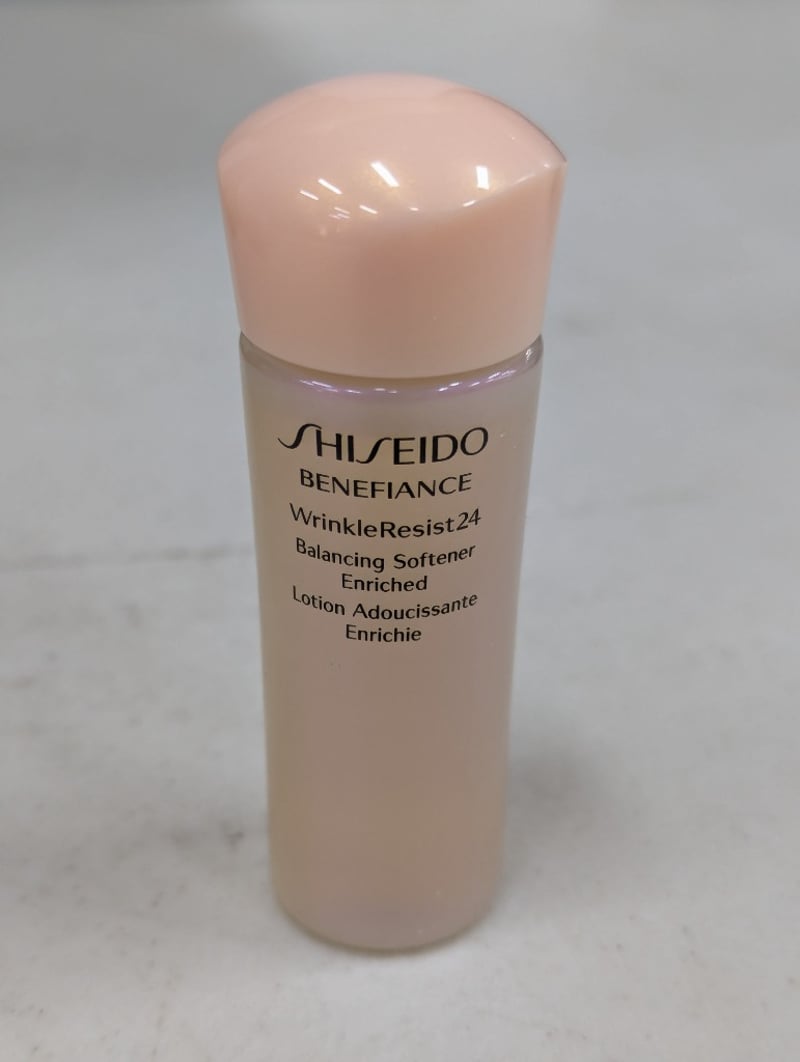 SHISEIDO
BENEFIANCE
WrinkleResist24
Balancing Softener
Enriched
Lotion Adoucissante
Enrichie